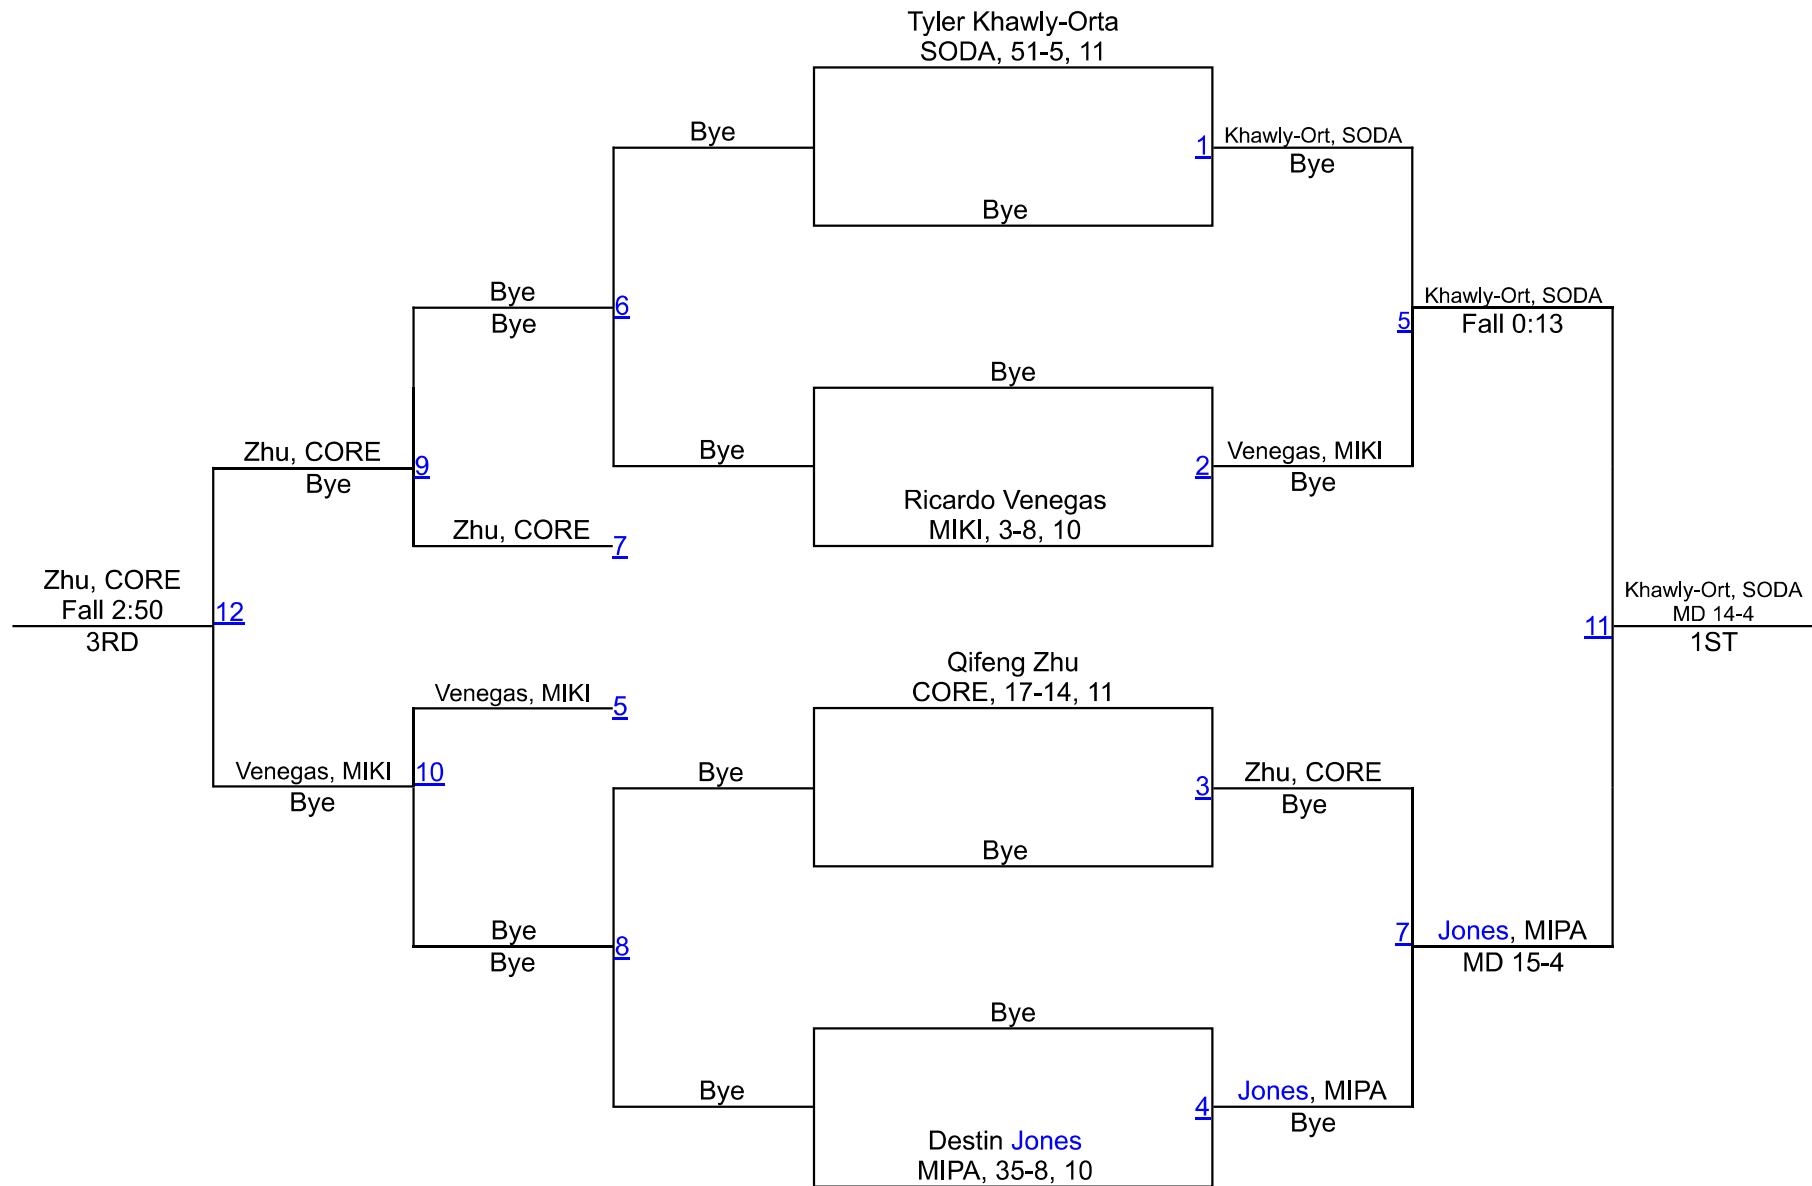 Tyler Khawly-Orta
SODA, 51-5, 11
Bye
1
Khawly-Ort, SODA
Bye
Bye
Bye
Bye
6
Khawly-Ort, SODA
Fall 0:13
5
Bye
Zhu, CORE
Bye
9
Bye
2
Venegas, MIKI
Bye
Ricardo Venegas
MIKI, 3-8, 10
Zhu, CORE
7
Zhu, CORE
Fall 2:50
3RD
12
Khawly-Ort, SODA
MD 14-4
1ST
11
Qifeng Zhu
CORE, 17-14, 11
Venegas, MIKI
5
Venegas, MIKI
Bye
10
Bye
3
Zhu, CORE
Bye
Bye
Bye
Bye
8
7
Jones, MIPA
MD 15-4
Bye
Bye
4
Jones, MIPA
Bye
Destin Jones
MIPA, 35-8, 10